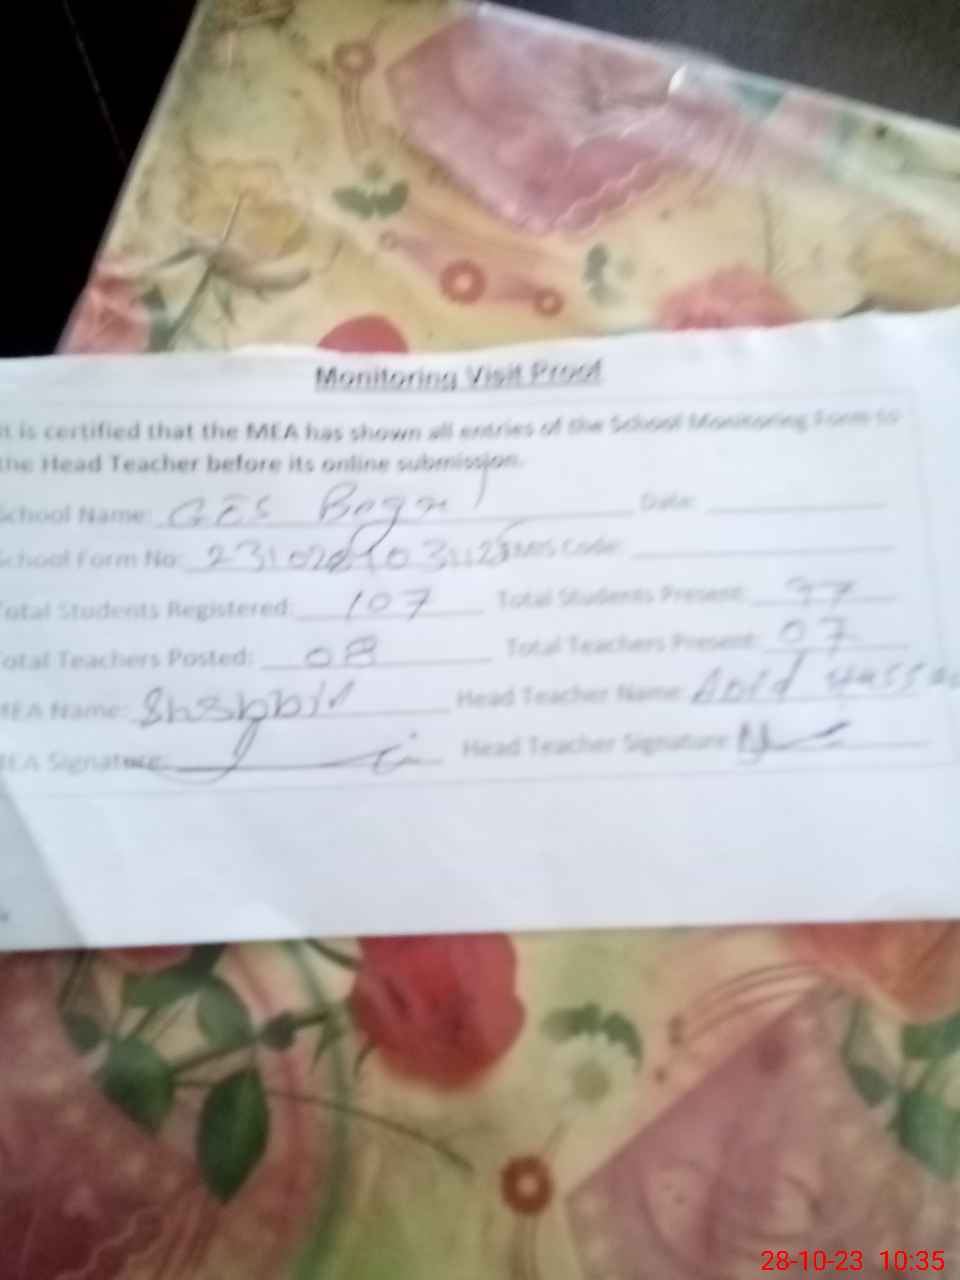 Monitoring Visit Proof
It is certified that the MEA has shown all entries of the School Monitoring Form to
the Head Teacher before its online submission.
School Name: GES Date:
School Form No: EMIS Code:
Total Students Registered: 107 Total Students Present: 97
Total Teachers Posted: 08 Total Teachers Present: 07
MEA Name: Shabbir Head Teacher Name: Abid Hassan
MEA Signature: Head Teacher Signature:
28-10-23 10:35